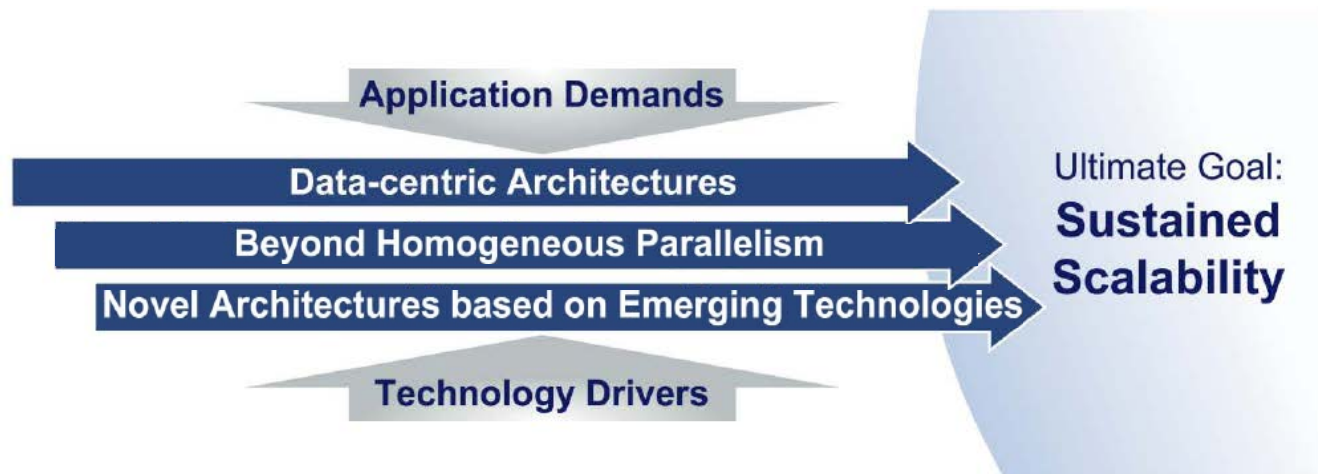 Application Demands
Data-centric Architectures
Beyond Homogeneous Parallelism
Novel Architectures based on Emerging Technologies
Technology Drivers
Ultimate Goal:
Sustained
Scalability